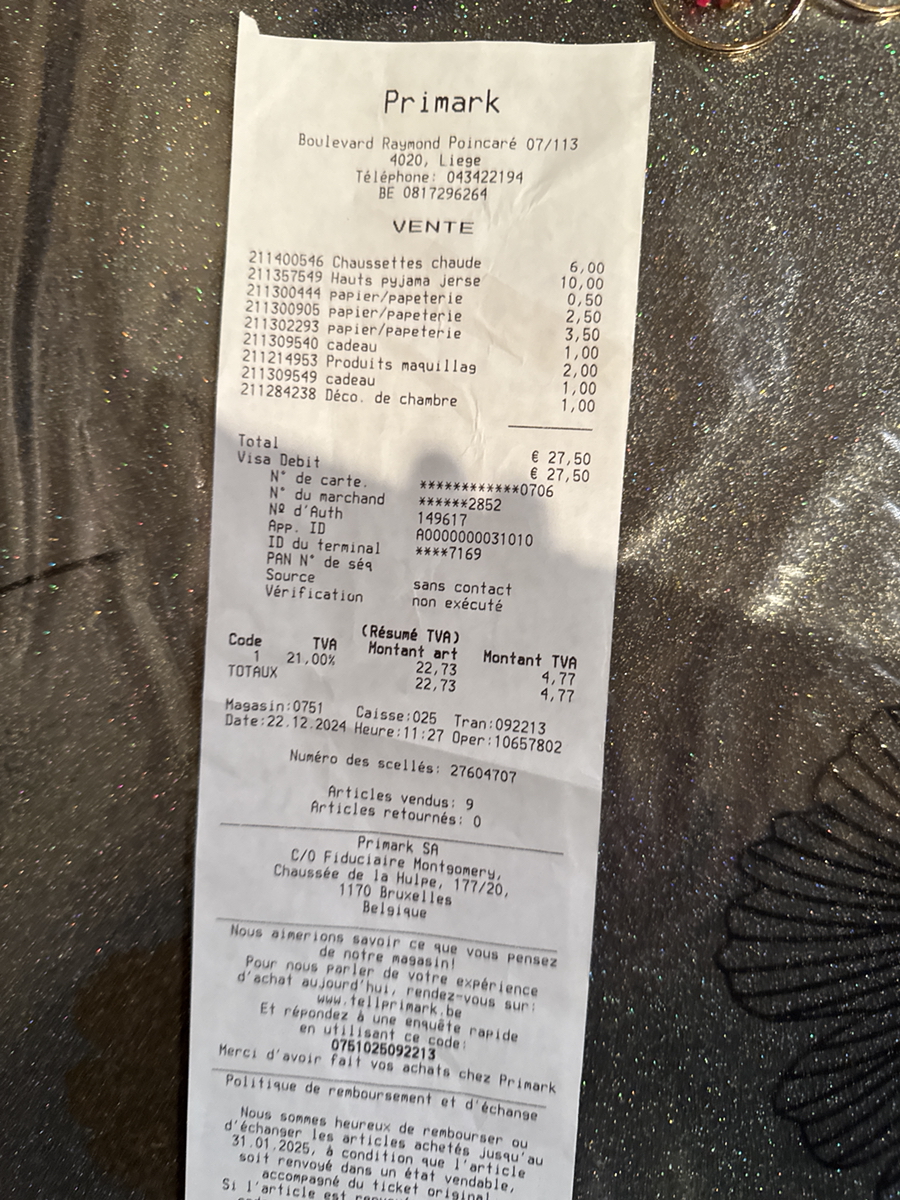 Primark
Boulevard Raymond Poincaré 07/113
4020, Liege
Téléphone: 043422194
BE 0817296264
VENTE
211400546 Chaussettes chaude 6,00
211357549 Hauts pyjama jerse 10,00
211300444 papier/papeterie 0,50
211300905 papier/papeterie 2,50
211302293 papier/papeterie 3,50
211309540 cadeau 1,00
211214953 Produits maquillag 2,00
211309549 cadeau 1,00
211284238 Déco. de chambre 1,00
Total € 27,50
Visa Debit € 27,50
N° de carte. ************0706
N° du marchand ******2852
Nº d'Auth 149617
App. ID A0000000031010
ID du terminal ****7169
PAN N° de séq
Source sans contact
Vérification non exécuté
(Résumé TVA)
Code TVA Montant art Montant TVA
1 21,00% 22,73 4,77
TOTAUX 22,73 4,77
Magasin:0751 Caisse:025 Tran:092213
Date:22.12.2024 Heure:11:27 Oper:10657802
Numéro des scellés: 27604707
Articles vendus: 9
Articles retournés: 0
Primark SA
C/O Fiduciaire Montgomery,
Chaussée de la Hulpe, 177/20,
1170 Bruxelles
Belgique
Nous aimerions savoir ce que vous pensez
de notre magasin!
Pour nous parler de votre expérience
d'achat aujourd'hui, rendez-vous sur:
www.tellprimark.be
Et répondez à une enquête rapide
en utilisant ce code:
0751025092213
Merci d'avoir fait vos achats chez Primark
Politique de remboursement et d'échange
Nous sommes heureux de rembourser ou
d'échanger les articles achetés jusqu'au
31.01.2025, à condition que l'article
soit renvoyé dans un état vendable,
accompagné du ticket original.
Si l'article est